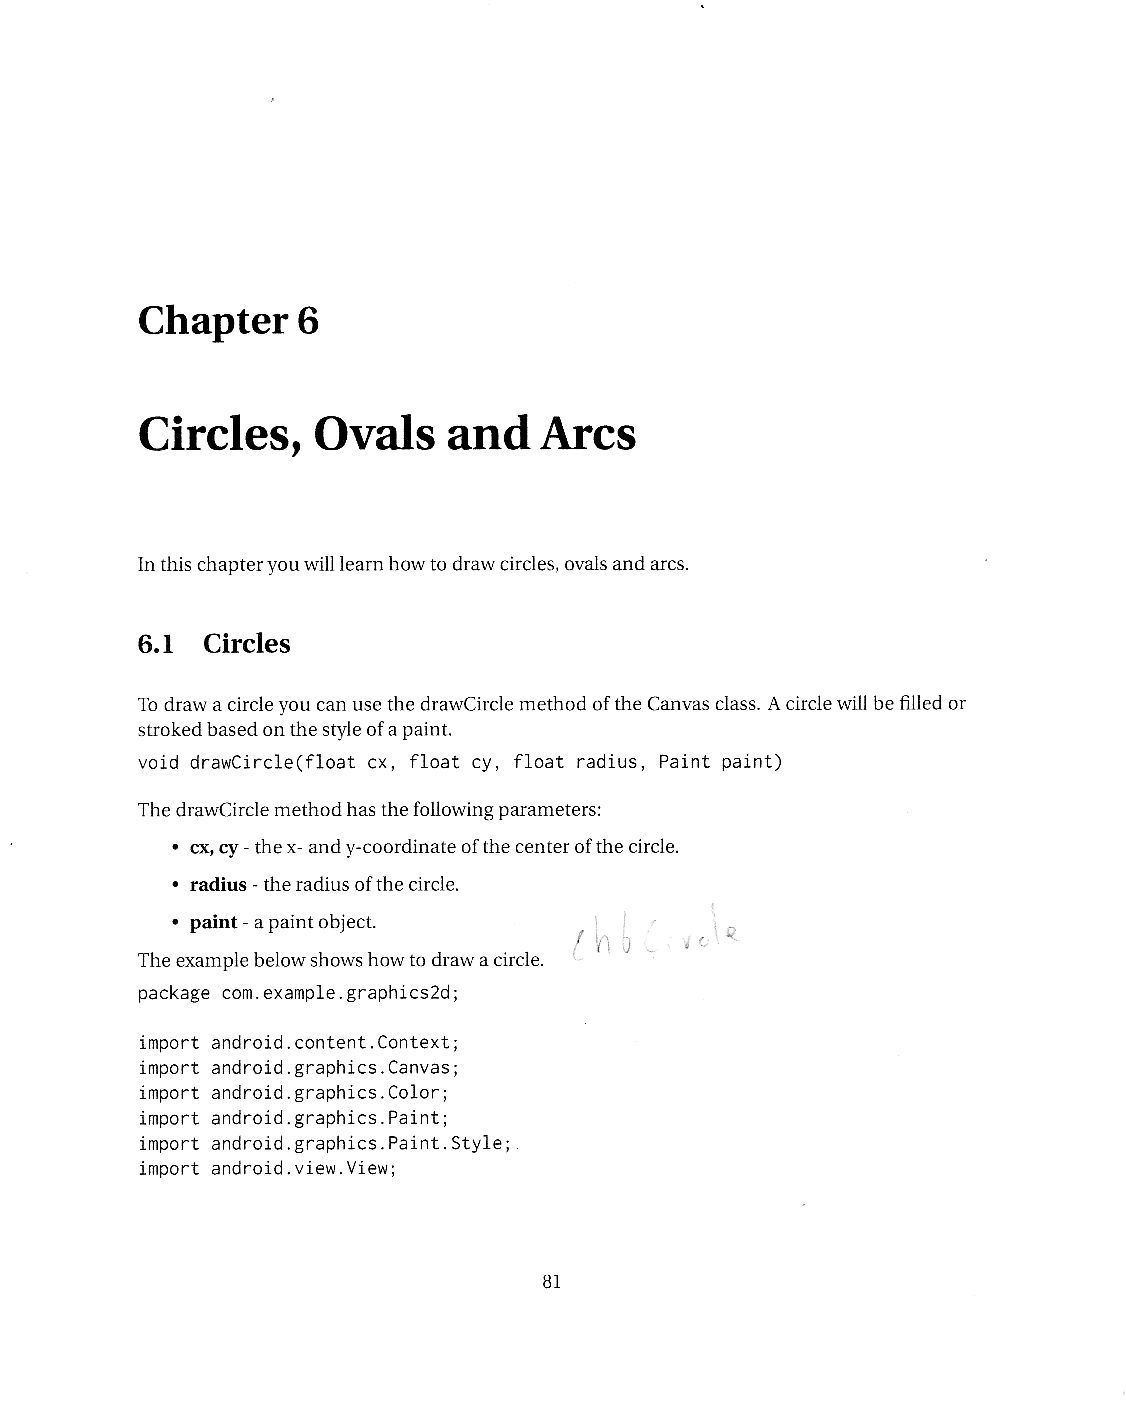 Chapter 6
Circles, Ovals and Arcs
In this chapter you will learn how to draw circles, ovals and arcs.
6.1 Circles
To draw a circle you can use the drawCircle method of the Canvas class. A circle will be filled or
stroked based on the style of a paint.
void drawCircle(float cx, float cy, float radius, Paint paint)
The drawCircle method has the following parameters:
• cx, cy - the x- and y-coordinate of the center of the circle.
• radius - the radius of the circle.
• paint - a paint object.
Ch6Circle
The example below shows how to draw a circle.
package com.example.graphics2d;
import android.content.Context;
import android.graphics.Canvas;
import android.graphics.Color;
import android.graphics.Paint;
import android.graphics.Paint.Style;
import android.view.View;
81